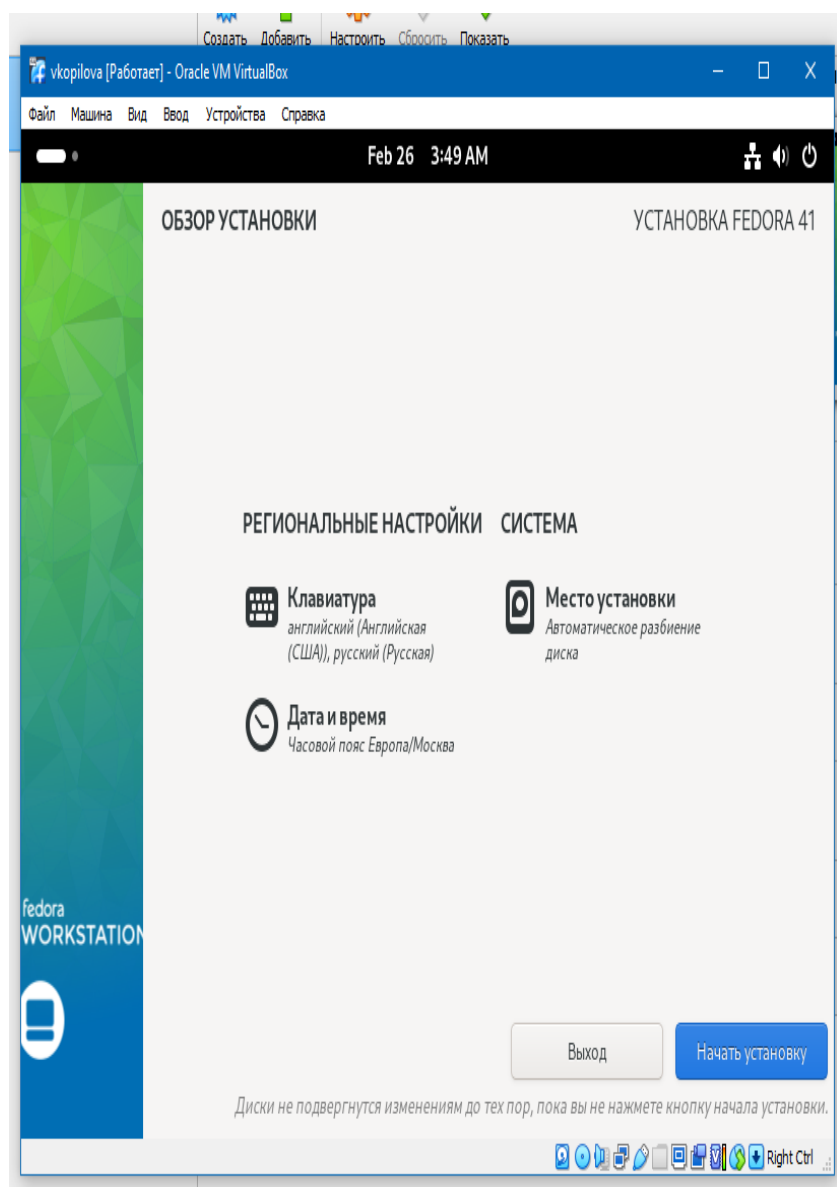 Создать Добавить Настроить Сбросить Показать
vkopilova [Работает] - Oracle VM VirtualBox
Файл Машина Вид Ввод Устройства Справка
Feb 26 3:49 AM
ОБЗОР УСТАНОВКИ
УСТАНОВКА FEDORA 41
РЕГИОНАЛЬНЫЕ НАСТРОЙКИ
СИСТЕМА
Клавиатура
английский (Английская
(США)), русский (Русская)
Место установки
Автоматическое разбиение
диска
Дата и время
Часовой пояс Европа/Москва
fedora
WORKSTATION
Выход
Начать установку
Диски не подвергнутся изменениям до тех пор, пока вы не нажмете кнопку начала установки.
Right Ctrl